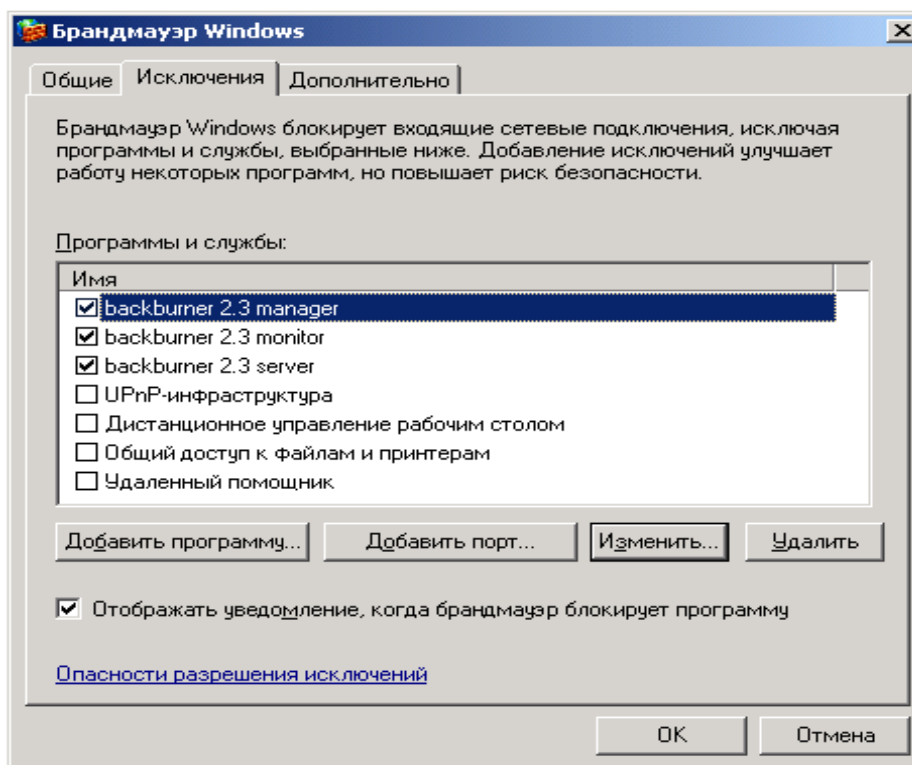 Брандмауэр Windows
Общие Исключения Дополнительно
Брандмауэр Windows блокирует входящие сетевые подключения, исключая
программы и службы, выбранные ниже. Добавление исключений улучшает
работу некоторых программ, но повышает риск безопасности.
Программы и службы:
Имя
backburner 2.3 manager
backburner 2.3 monitor
backburner 2.3 server
UPnP-инфраструктура
Дистанционное управление рабочим столом
Общий доступ к файлам и принтерам
Удаленный помощник
Добавить программу... Добавить порт... Изменить... Удалить
Отображать уведомление, когда брандмауэр блокирует программу
Опасности разрешения исключений
OK Отмена